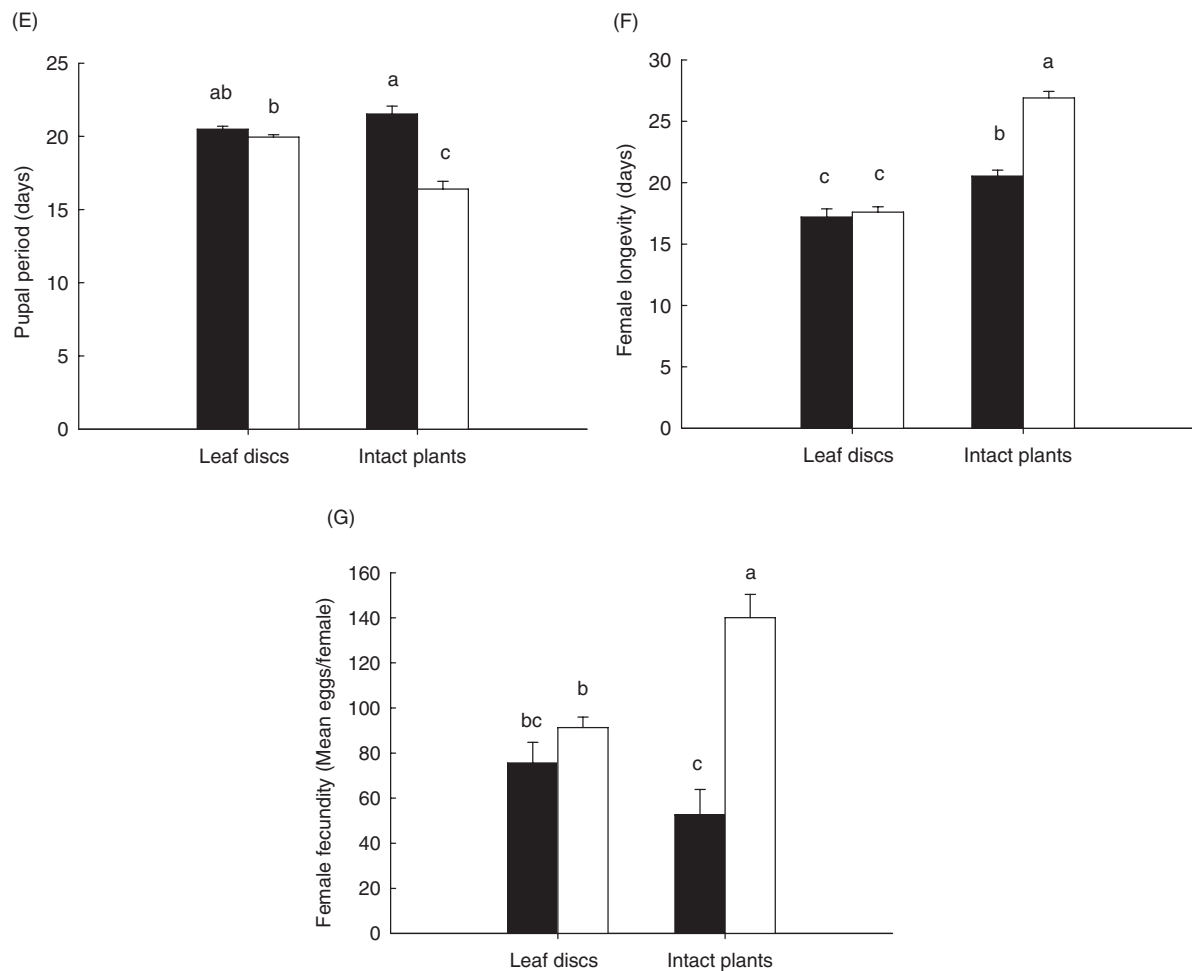 (E)
Pupal period (days)
25
20
15
10
5
0
ab
b
a
c
Leaf discs
Intact plants
(F)
Female longevity (days)
30
25
20
15
10
5
0
c
c
b
a
Leaf discs
Intact plants
(G)
Female fecundity (Mean eggs/female)
160
140
120
100
80
60
40
20
0
bc
b
c
a
Leaf discs
Intact plants